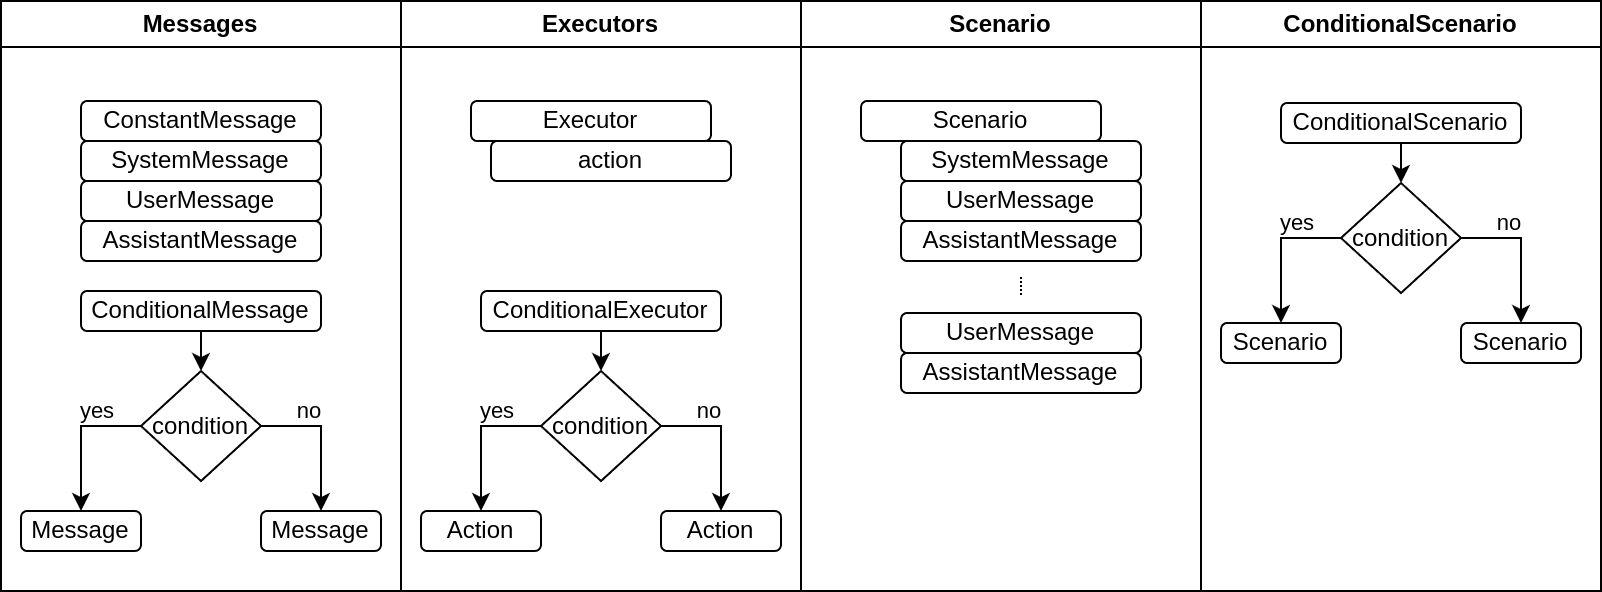 Messages
ConstantMessage
SystemMessage
UserMessage
AssistantMessage
ConditionalMessage
condition
yes
no
Message
Message
Executors
Executor
action
ConditionalExecutor
condition
yes
no
Action
Action
Scenario
Scenario
SystemMessage
UserMessage
AssistantMessage
UserMessage
AssistantMessage
ConditionalScenario
ConditionalScenario
condition
yes
no
Scenario
Scenario